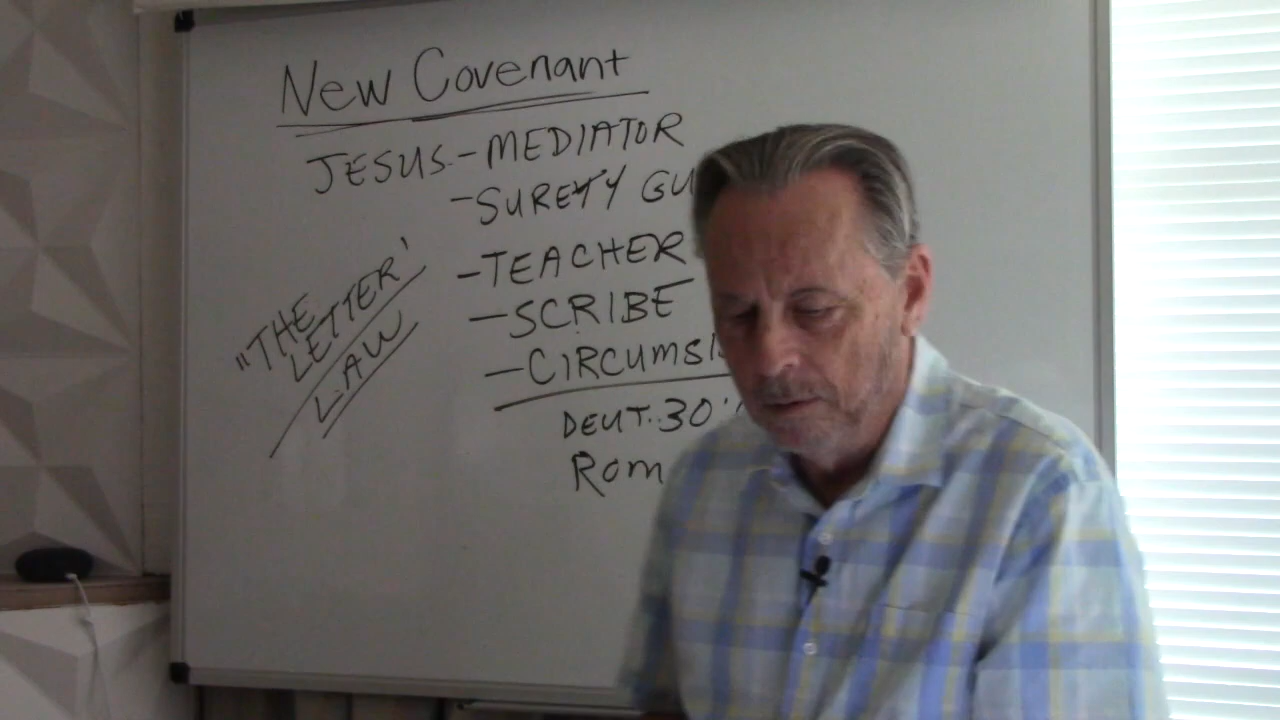 New Covenant
JESUS - MEDIATOR
- SURETY GU
- TEACHER
- SCRIBE
- CIRCUMSI
DEUT. 30:
Rom
"THE
LETTER'
LAW